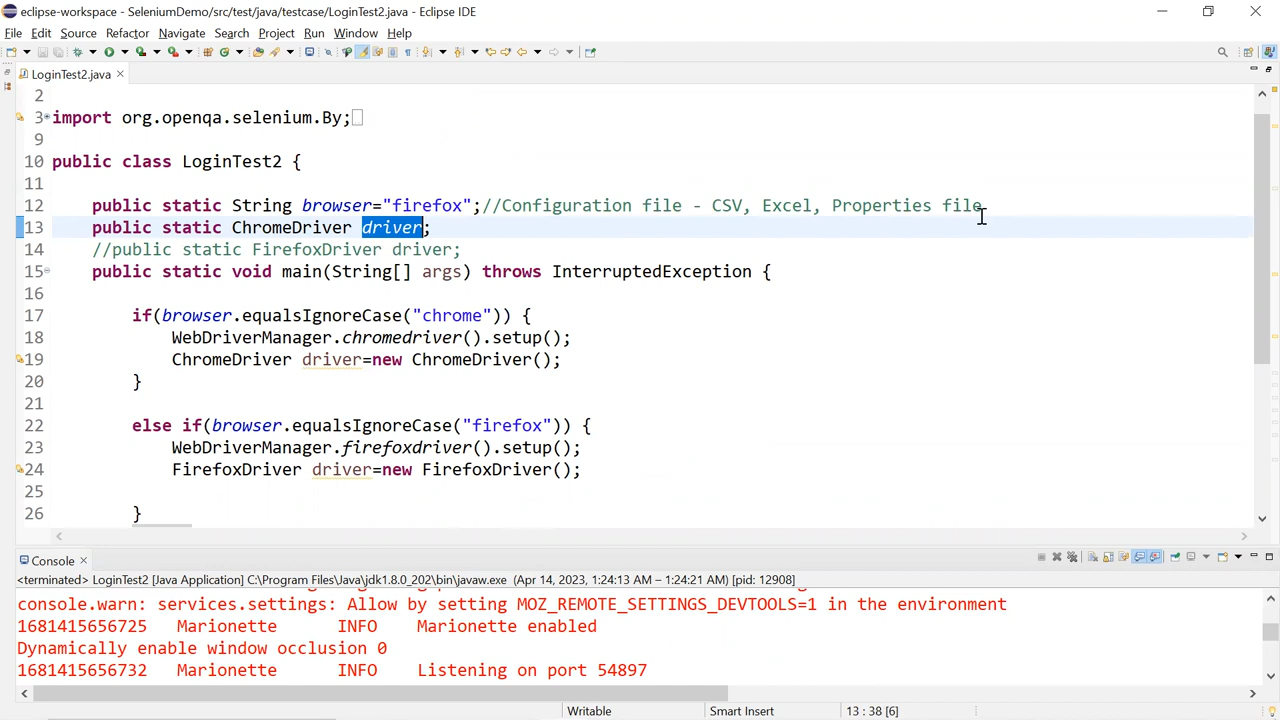 eclipse-workspace - SeleniumDemo/src/test/java/testcase/LoginTest2.java - Eclipse IDE
File Edit Source Refactor Navigate Search Project Run Window Help
LoginTest2.java
2
3 import org.openqa.selenium.By;
9
10 public class LoginTest2 {
11
12 public static String browser="firefox";//Configuration file - CSV, Excel, Properties file
13 public static ChromeDriver driver;
14 //public static FirefoxDriver driver;
15 public static void main(String[] args) throws InterruptedException {
16
17 if(browser.equalsIgnoreCase("chrome")) {
18 WebDriverManager.chromedriver().setup();
19 ChromeDriver driver=new ChromeDriver();
20 }
21
22 else if(browser.equalsIgnoreCase("firefox")) {
23 WebDriverManager.firefoxdriver().setup();
24 FirefoxDriver driver=new FirefoxDriver();
25
26 }
Console
<terminated> LoginTest2 [Java Application] C:\Program Files\Java\jdk1.8.0_202\bin\javaw.exe (Apr 14, 2023, 1:24:13 AM – 1:24:21 AM) [pid: 12908]
console.warn: services.settings: Allow by setting MOZ_REMOTE_SETTINGS_DEVTOOLS=1 in the environment
1681415656725 Marionette INFO Marionette enabled
Dynamically enable window occlusion 0
1681415656732 Marionette INFO Listening on port 54897
Writable Smart Insert 13 : 38 [6]